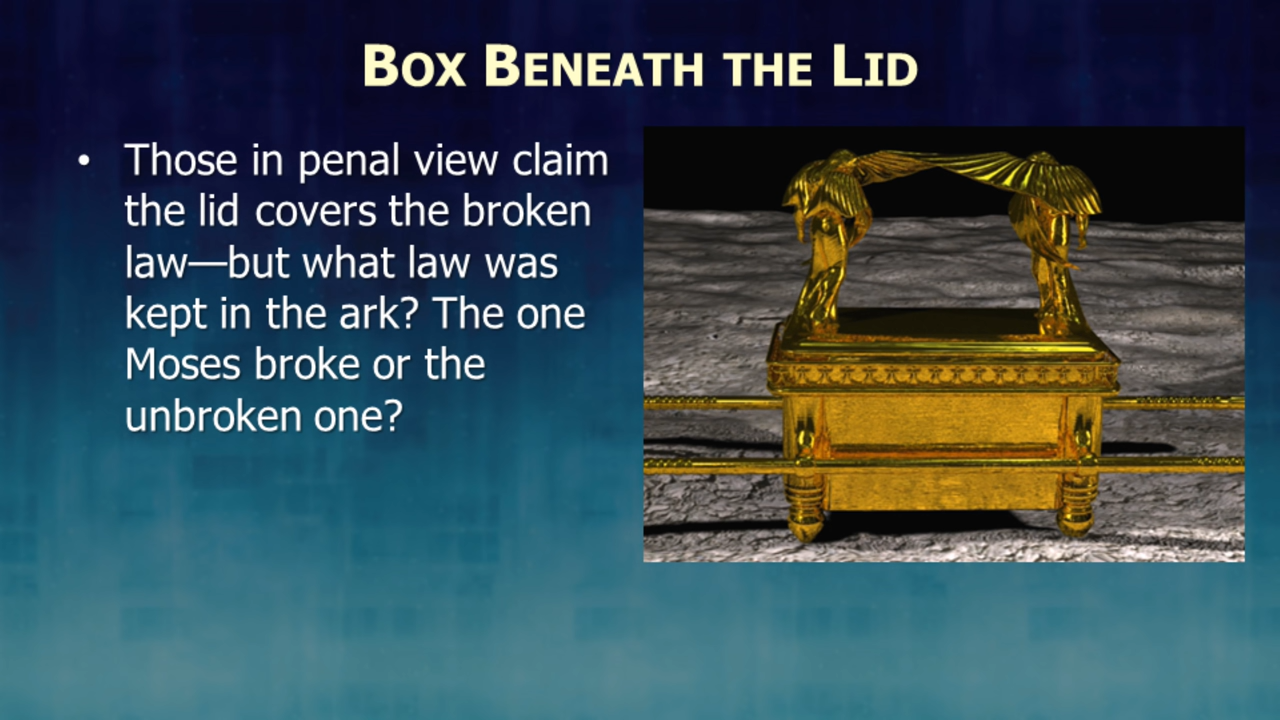 BOX BENEATH THE LID
• Those in penal view claim
the lid covers the broken
law—but what law was
kept in the ark? The one
Moses broke or the
unbroken one?